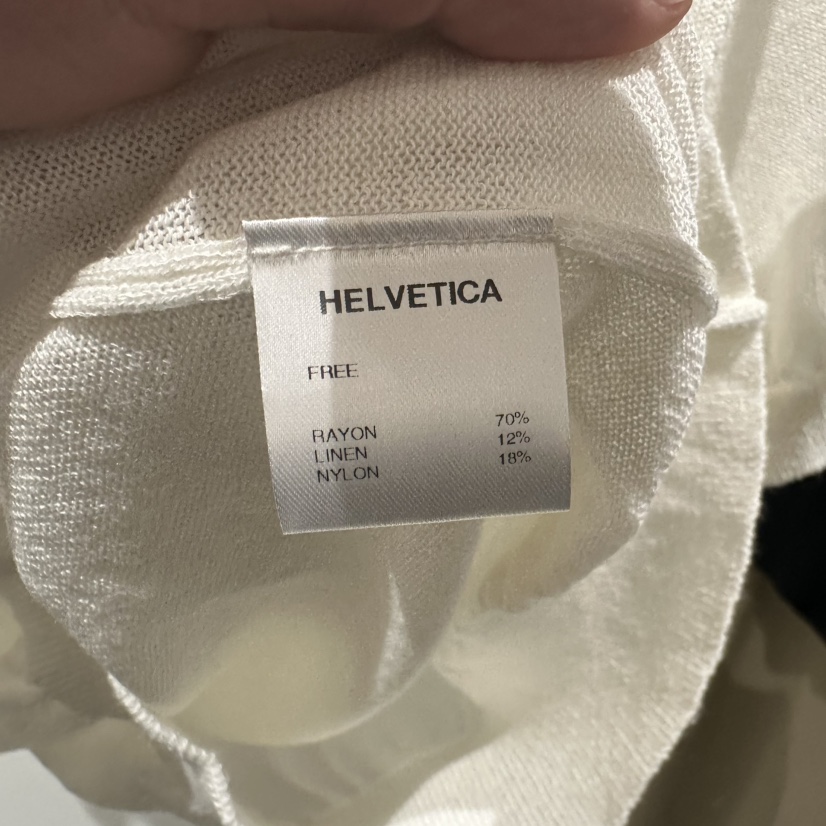 HELVETICA
FREE
RAYON 70%
LINEN 12%
NYLON 18%